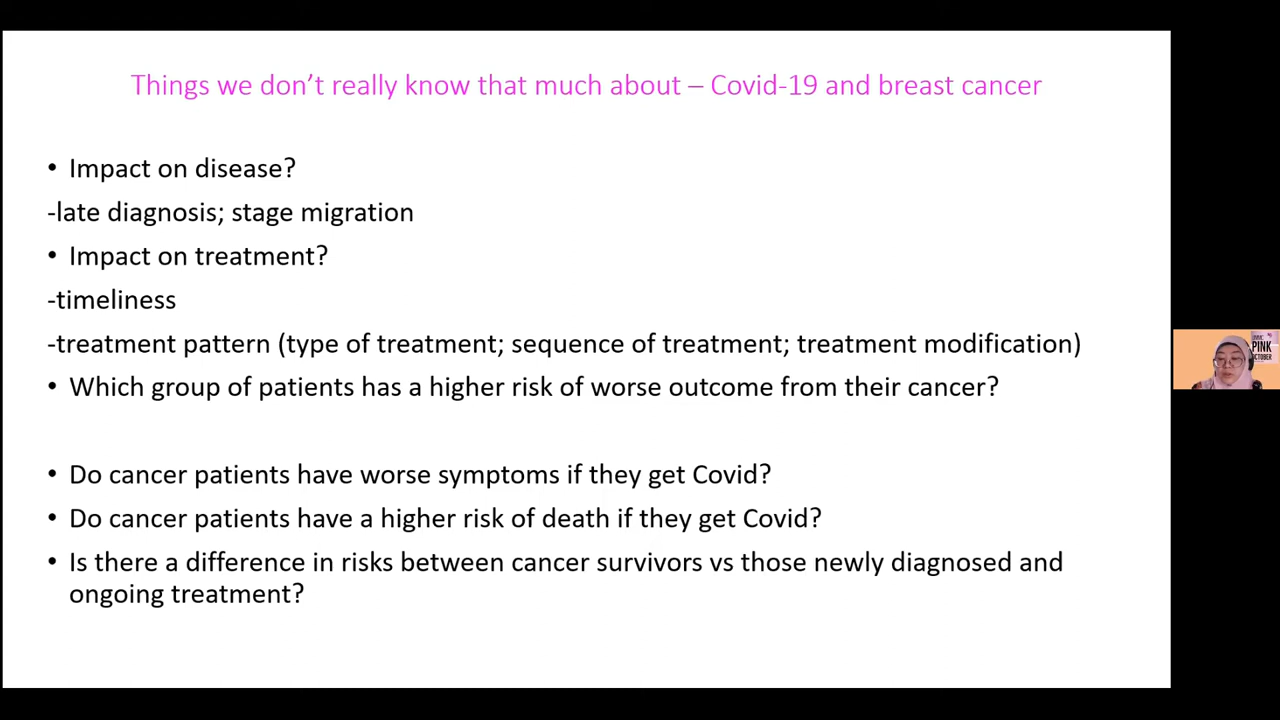 Things we don't really know that much about – Covid-19 and breast cancer
• Impact on disease?
-late diagnosis; stage migration
• Impact on treatment?
-timeliness
-treatment pattern (type of treatment; sequence of treatment; treatment modification)
• Which group of patients has a higher risk of worse outcome from their cancer?
• Do cancer patients have worse symptoms if they get Covid?
• Do cancer patients have a higher risk of death if they get Covid?
• Is there a difference in risks between cancer survivors vs those newly diagnosed and
ongoing treatment?
PINK